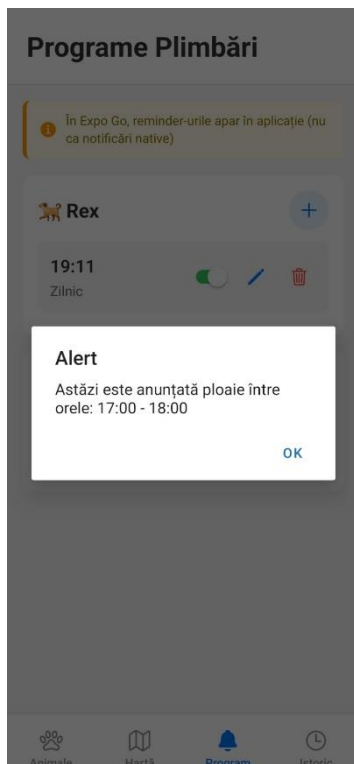 Programe Plimbări
În Expo Go, reminder-urile apar în aplicație (nu
ca notificări native)
Rex
19:11
Zilnic
Alert
Astăzi este anunțată ploaie între
orele: 17:00 - 18:00
OK
Animale Hartă Program Istoric